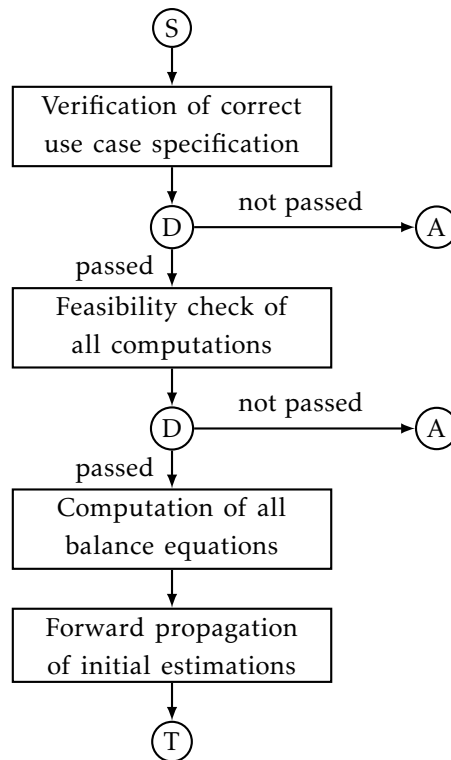 S
Verification of correct
use case specification
D
not passed
A
passed
Feasibility check of
all computations
D
not passed
A
passed
Computation of all
balance equations
Forward propagation
of initial estimations
T